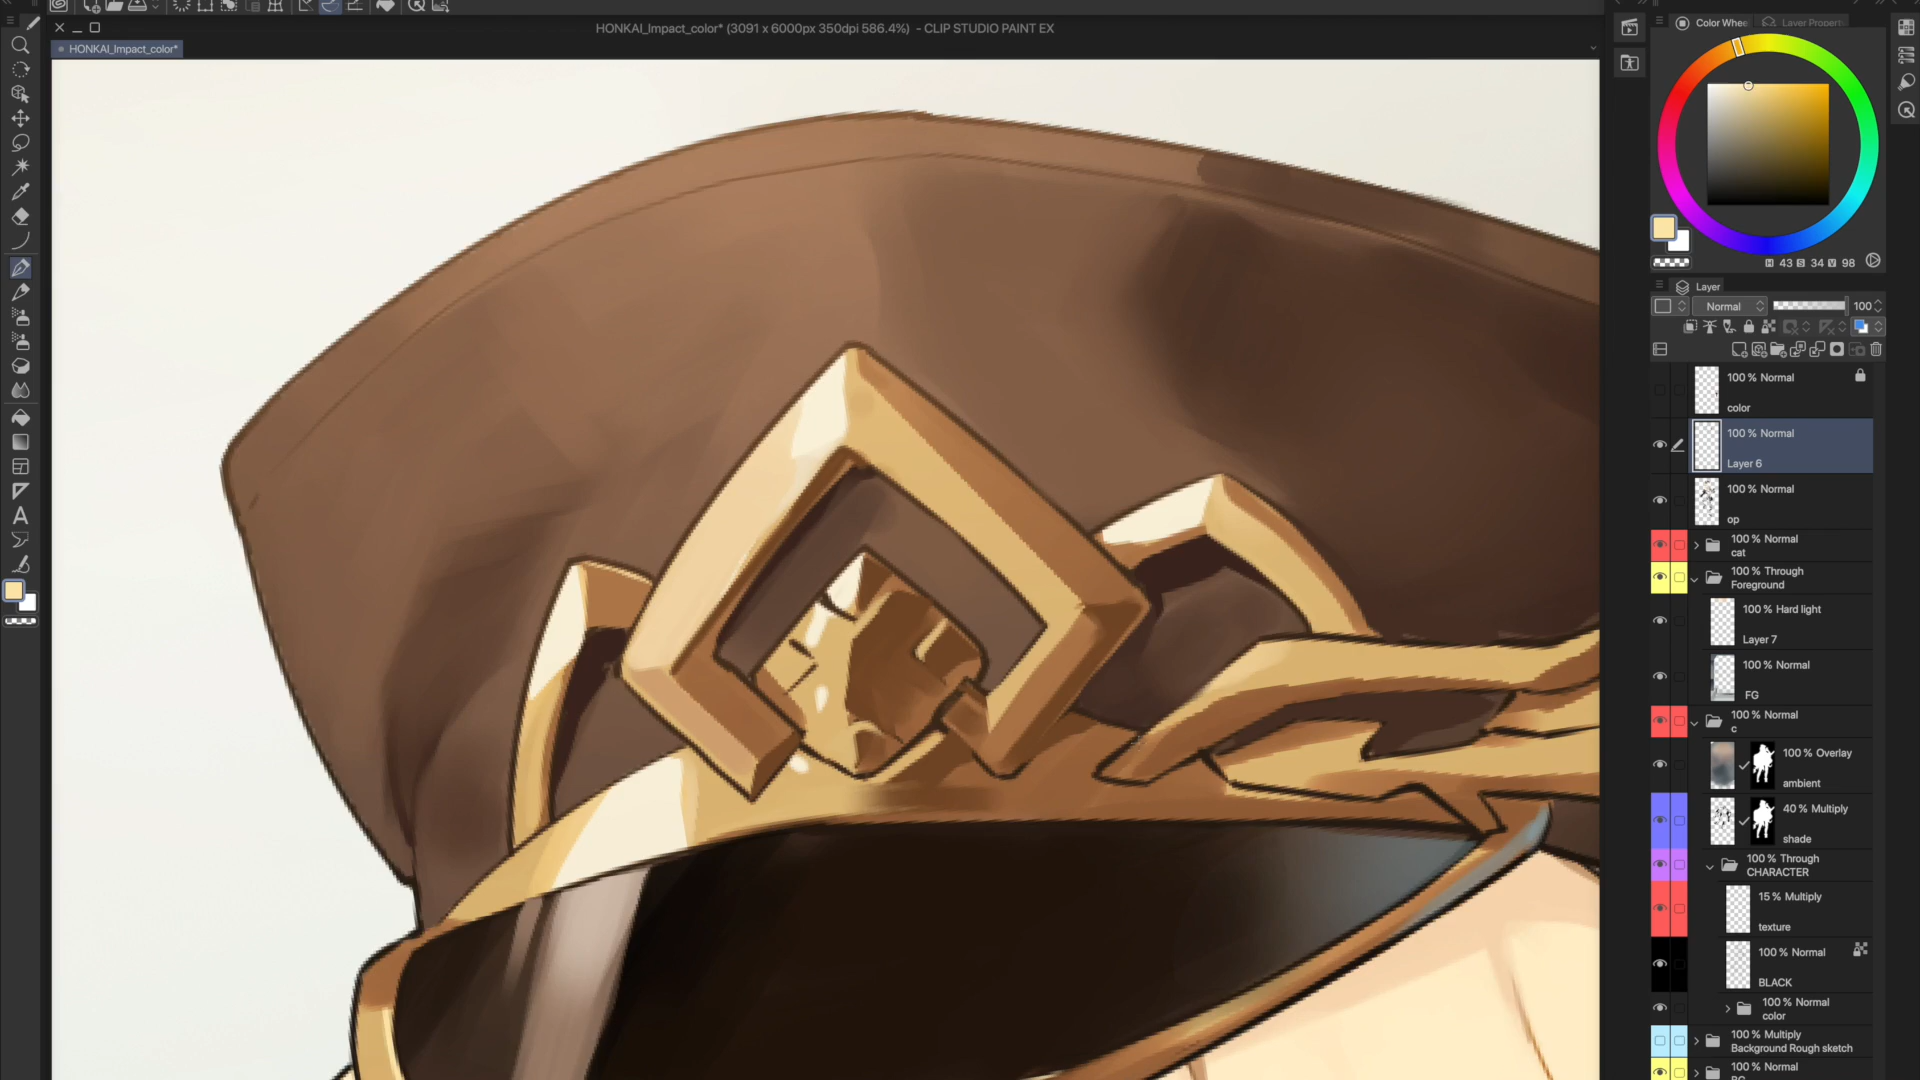 HONKAI_Impact_color* (3091 x 6000px 350dpi 586.4%) - CLIP STUDIO PAINT EX
HONKAI_Impact_color*
Color Whee
Layer Propert
H 43 S 34 V 98
Layer
Normal
100
100 % Normal
color
100 % Normal
Layer 6
100 % Normal
op
100 % Normal
cat
100 % Through
Foreground
100 % Hard light
Layer 7
100 % Normal
FG
100 % Normal
c
100 % Overlay
ambient
40 % Multiply
shade
100 % Through
CHARACTER
15 % Multiply
texture
100 % Normal
BLACK
100 % Normal
color
100 % Multiply
Background Rough sketch
100 % Normal